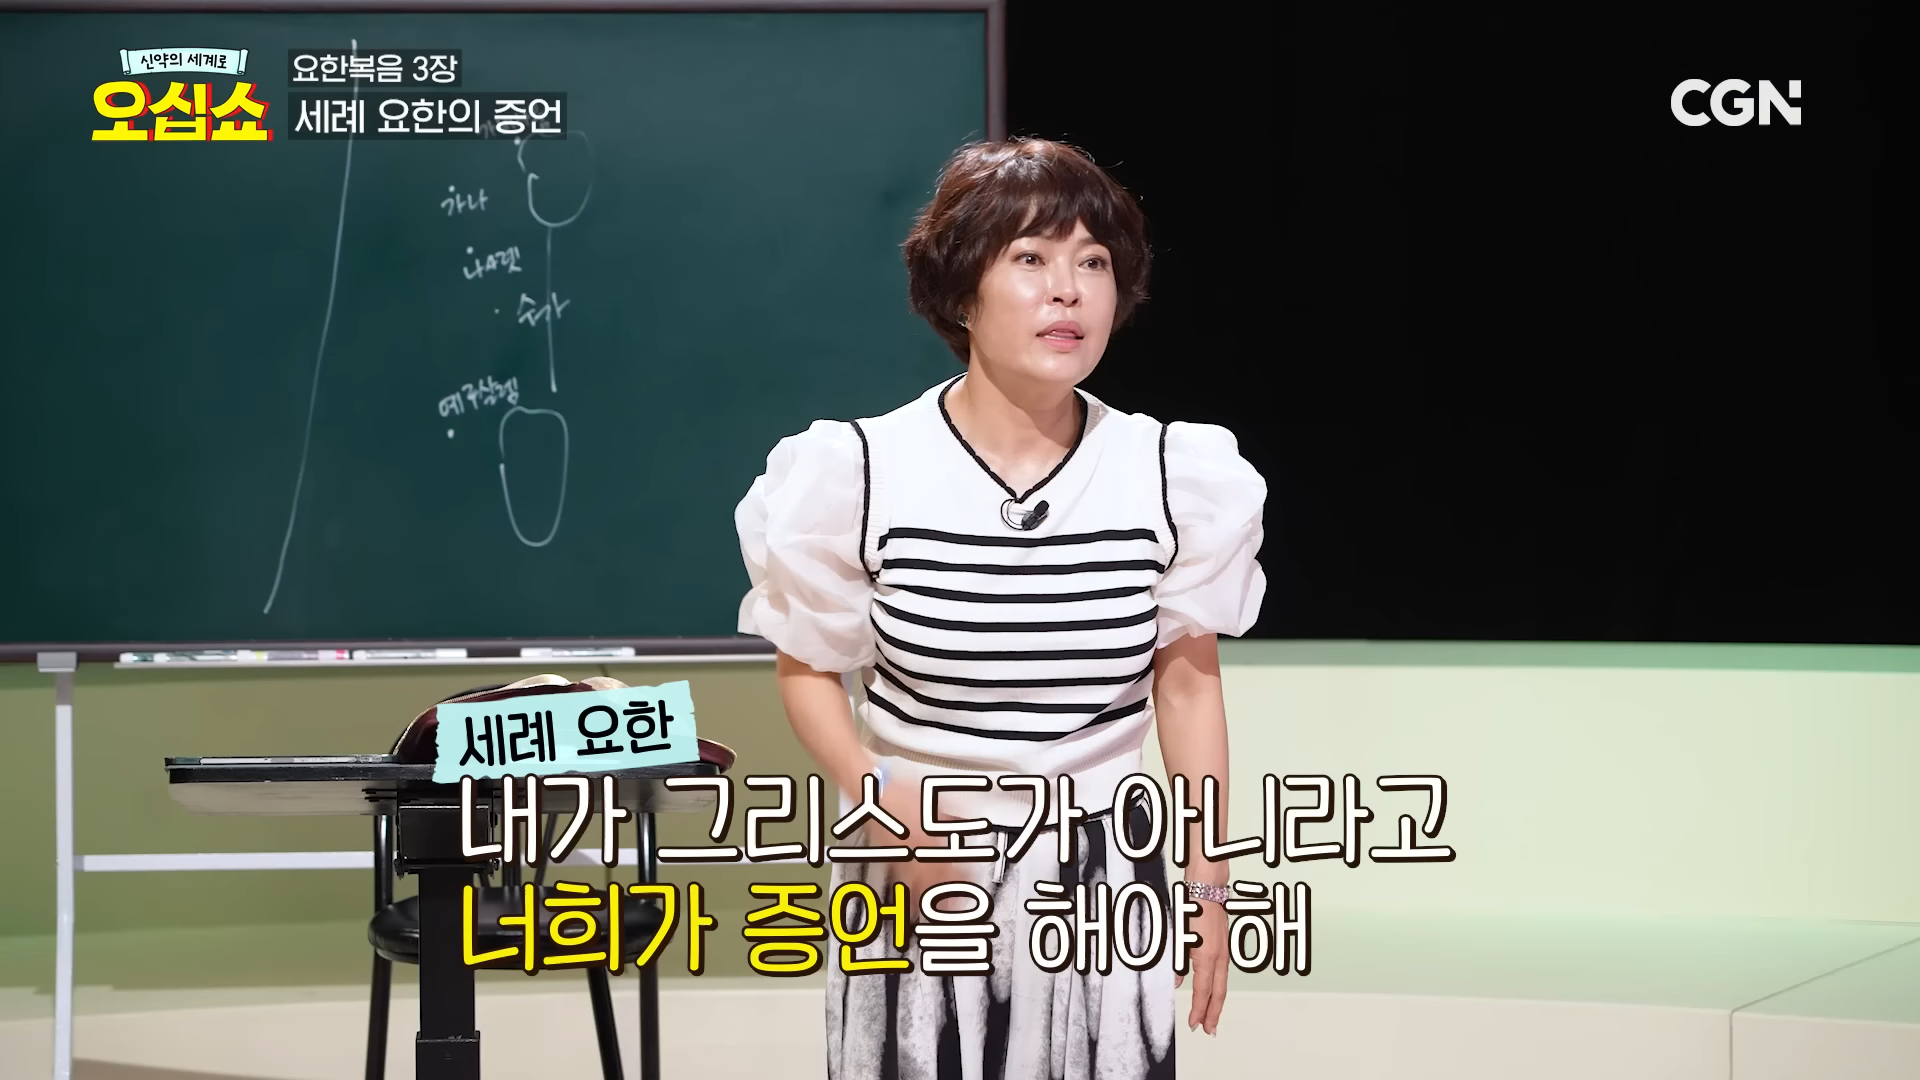 신약의 세계로
오십쇼
요한복음 3장
세례 요한의 증언
CGN
가나
나사렛
수가
예루살렘
세례 요한
내가 그리스도가 아니라고
너희가 증언을 해야 해